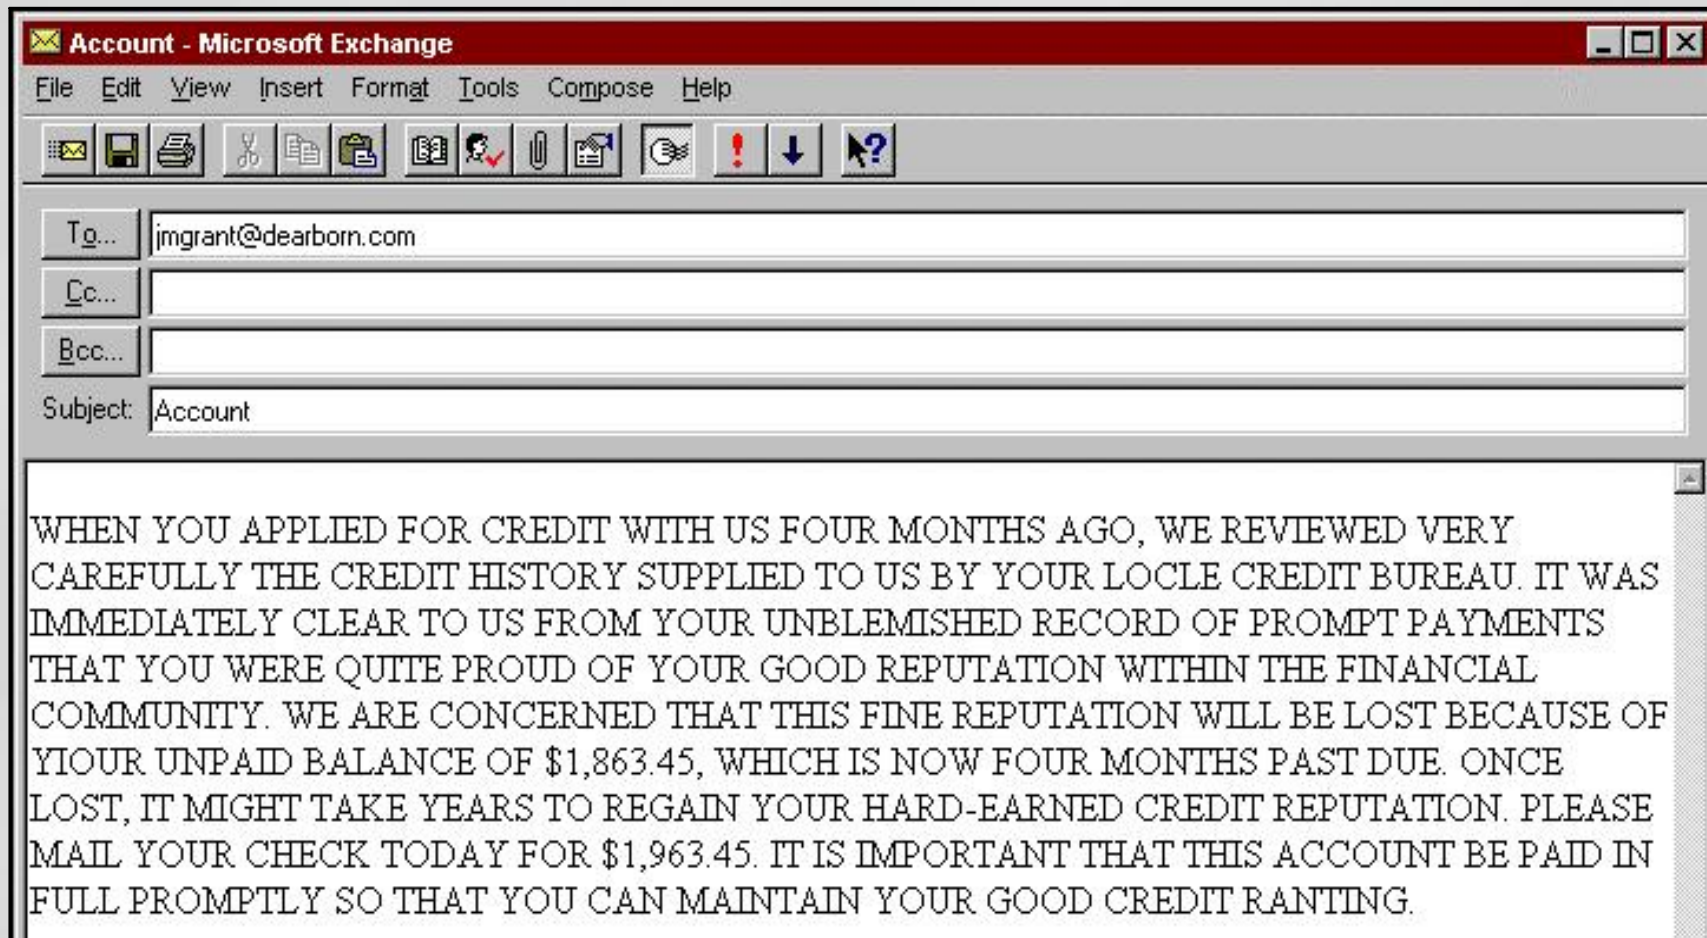 Account - Microsoft Exchange
File Edit View Insert Format Tools Compose Help
To... jmgrant@dearborn.com
Cc...
Bcc...
Subject: Account
WHEN YOU APPLIED FOR CREDIT WITH US FOUR MONTHS AGO, WE REVIEWED VERY
CAREFULLY THE CREDIT HISTORY SUPPLIED TO US BY YOUR LOCLE CREDIT BUREAU. IT WAS
IMMEDIATELY CLEAR TO US FROM YOUR UNBLEMISHED RECORD OF PROMPT PAYMENTS
THAT YOU WERE QUITE PROUD OF YOUR GOOD REPUTATION WITHIN THE FINANCIAL
COMMUNITY. WE ARE CONCERNED THAT THIS FINE REPUTATION WILL BE LOST BECAUSE OF
YIOUR UNPAID BALANCE OF $1,863.45, WHICH IS NOW FOUR MONTHS PAST DUE. ONCE
LOST, IT MIGHT TAKE YEARS TO REGAIN YOUR HARD-EARNED CREDIT REPUTATION. PLEASE
MAIL YOUR CHECK TODAY FOR $1,963.45. IT IS IMPORTANT THAT THIS ACCOUNT BE PAID IN
FULL PROMPTLY SO THAT YOU CAN MAINTAIN YOUR GOOD CREDIT RANTING.